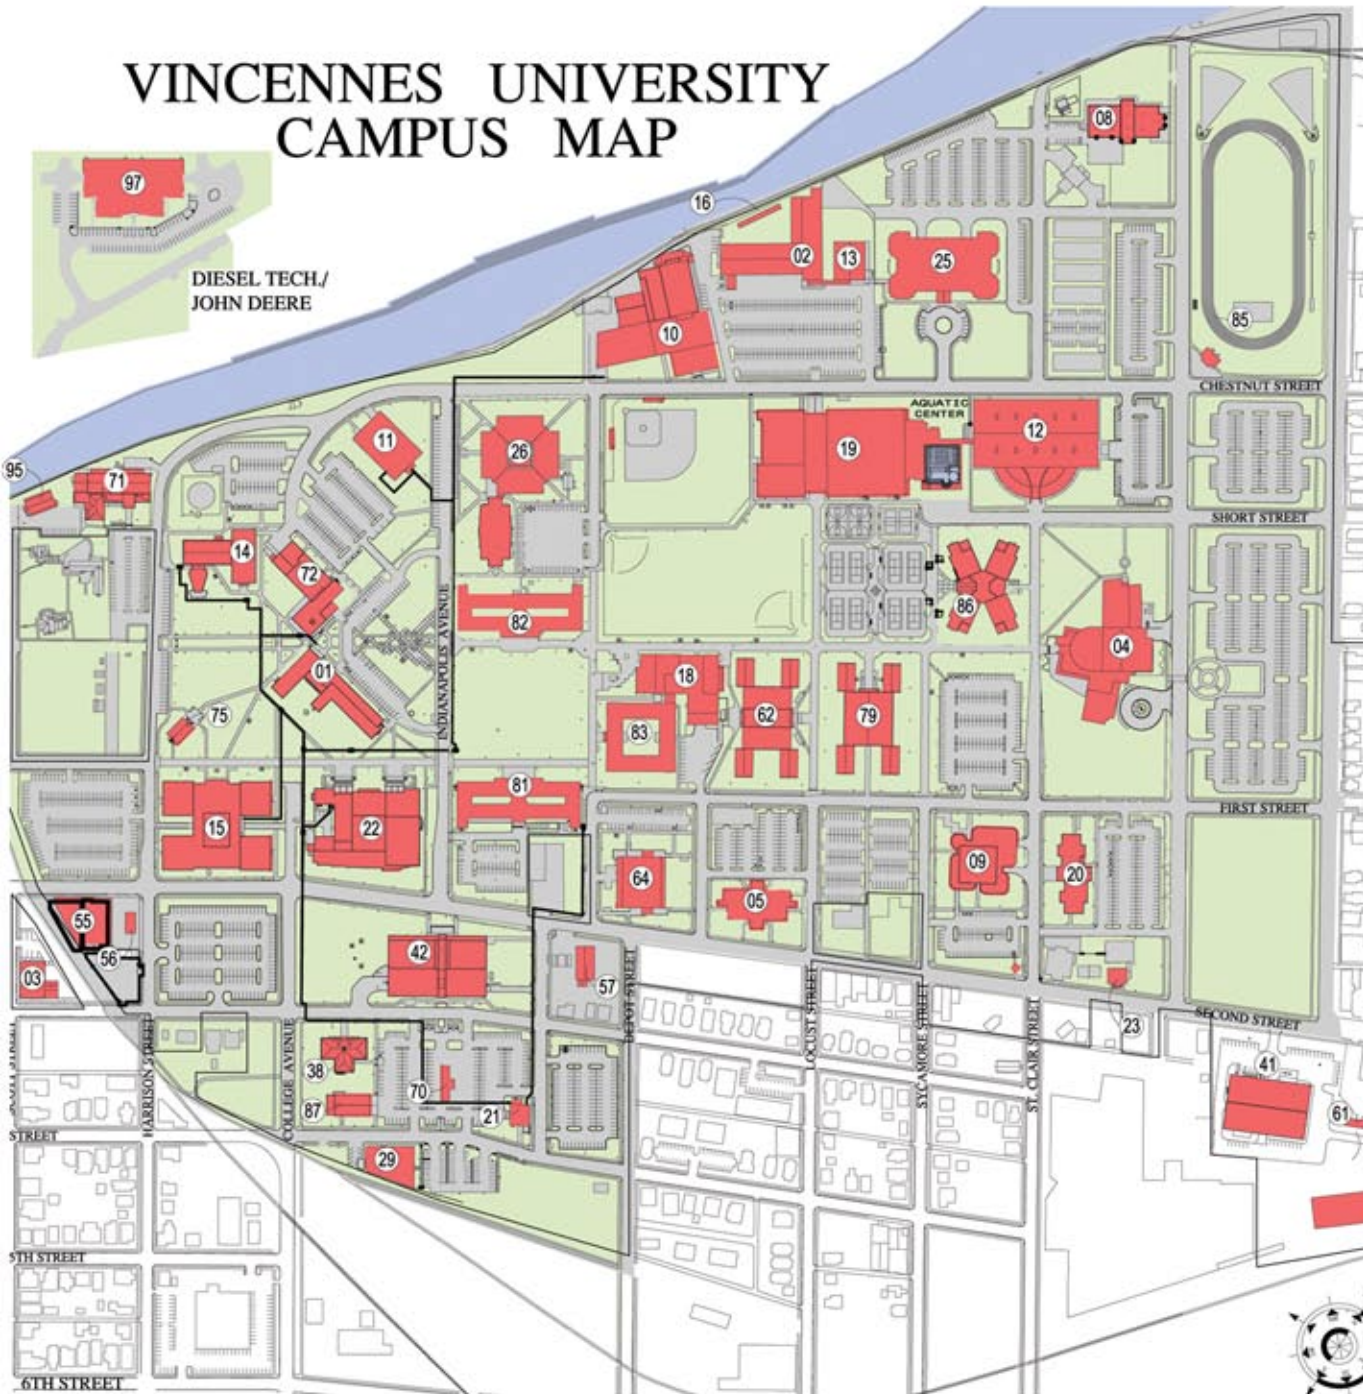 VINCENNES UNIVERSITY
CAMPUS MAP
97
DIESEL TECH./
JOHN DEERE
08
16
02
13
25
10
85
CHESTNUT STREET
AQUATIC
CENTER
11
26
19
12
95
71
SHORT STREET
14
72
82
86
04
INDIANAPOLIS AVENUE
01
18
75
62
79
83
81
FIRST STREET
15
22
09
64
20
05
55
42
56
03
57
DEPOT STREET
LOCUST STREET
SYCAMORE STREET
ST. CLAIR STREET
23
SECOND STREET
HARRISON STREET
COLLEGE AVENUE
38
70
41
87
21
61
STREET
29
5TH STREET
6TH STREET